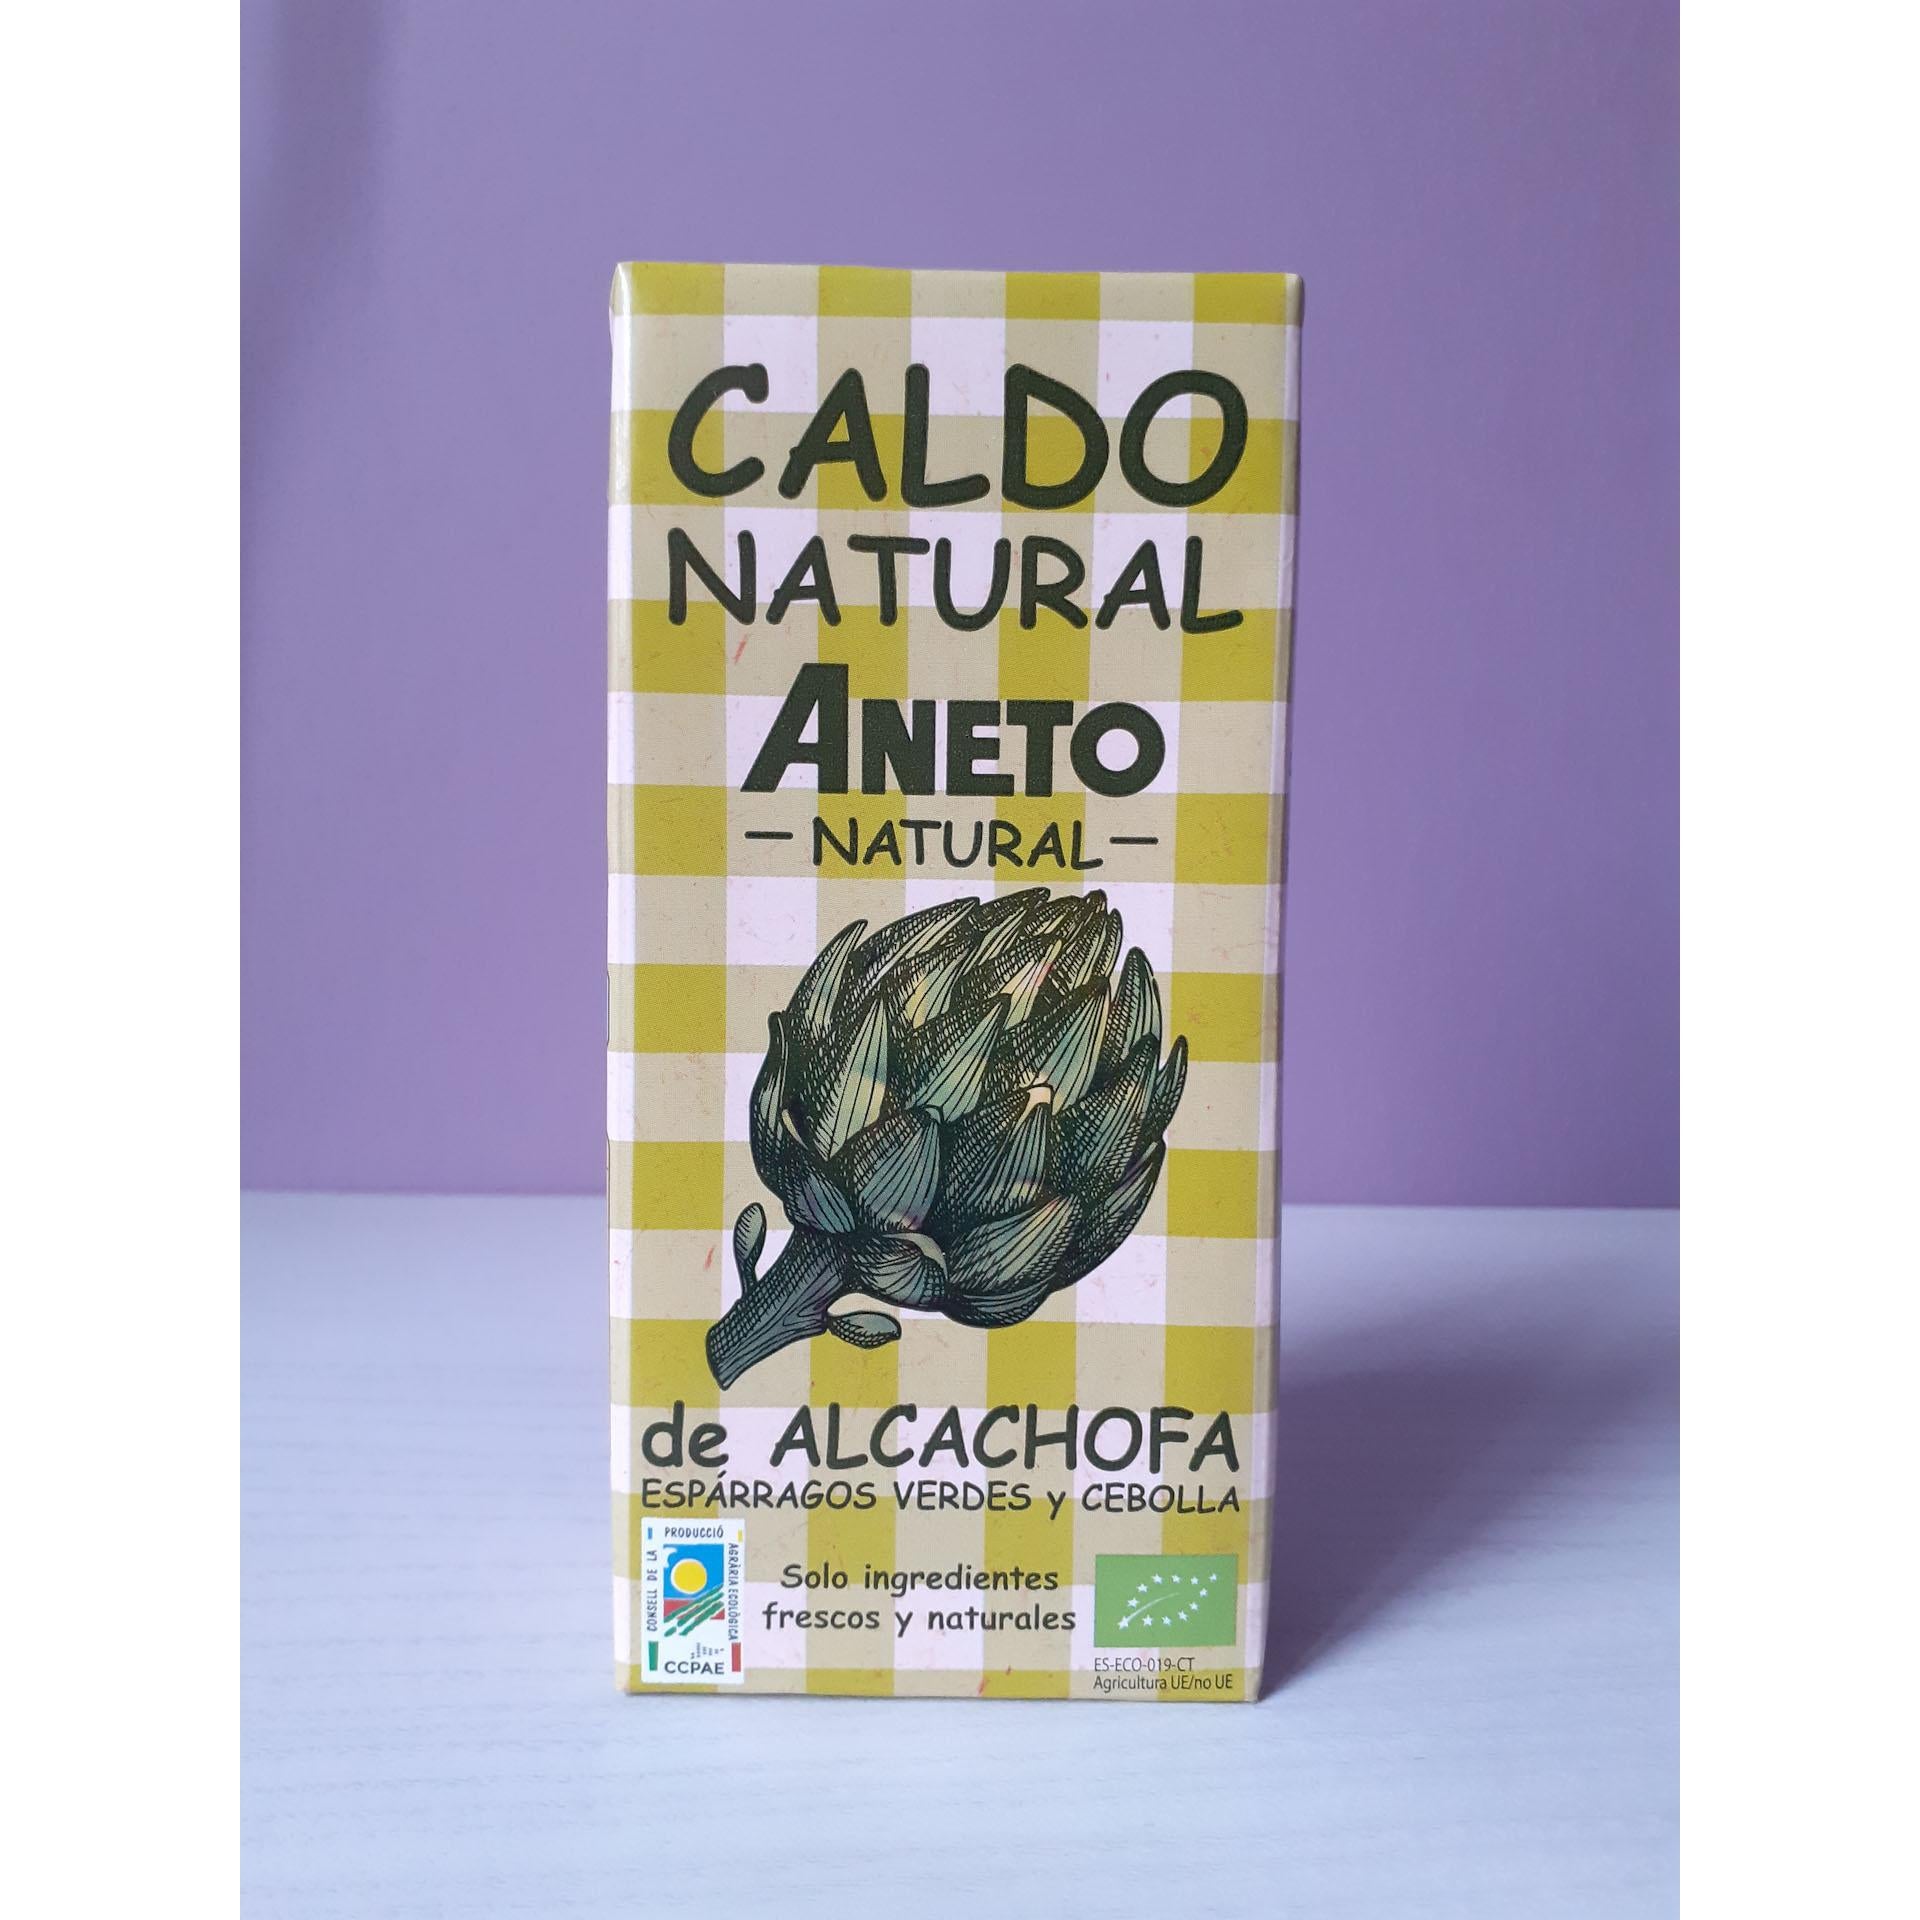 CALDO
NATURAL
ANETO
— NATURAL —
de ALCACHOFA
ESPÁRRAGOS VERDES y CEBOLLA
CONSELL DE LA
PRODUCCIÓ
AGRÀRIA ECOLÒGICA
CCPAE
Solo ingredientes
frescos y naturales
ES-ECO-019-CT
Agricultura UE/no UE